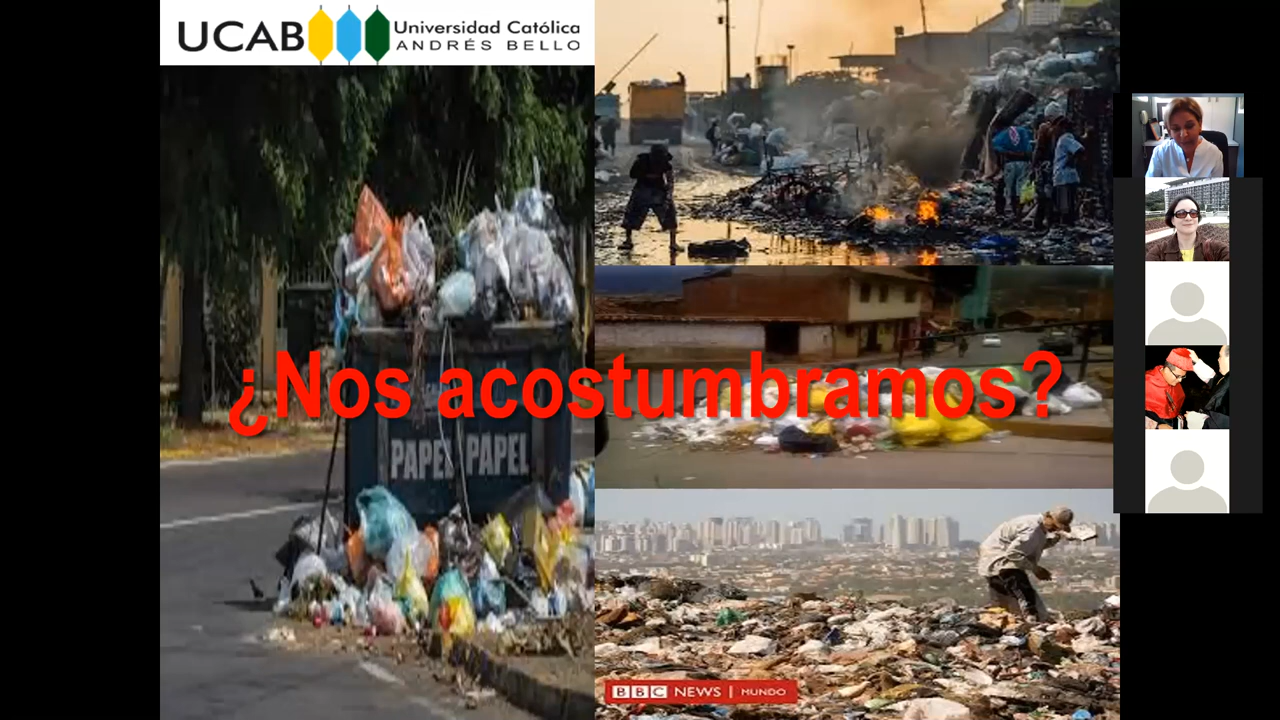 UCAB
Universidad Católica
ANDRÉS BELLO
¿Nos acostumbramos?
PAPEL PAPEL
BBC NEWS | MUNDO